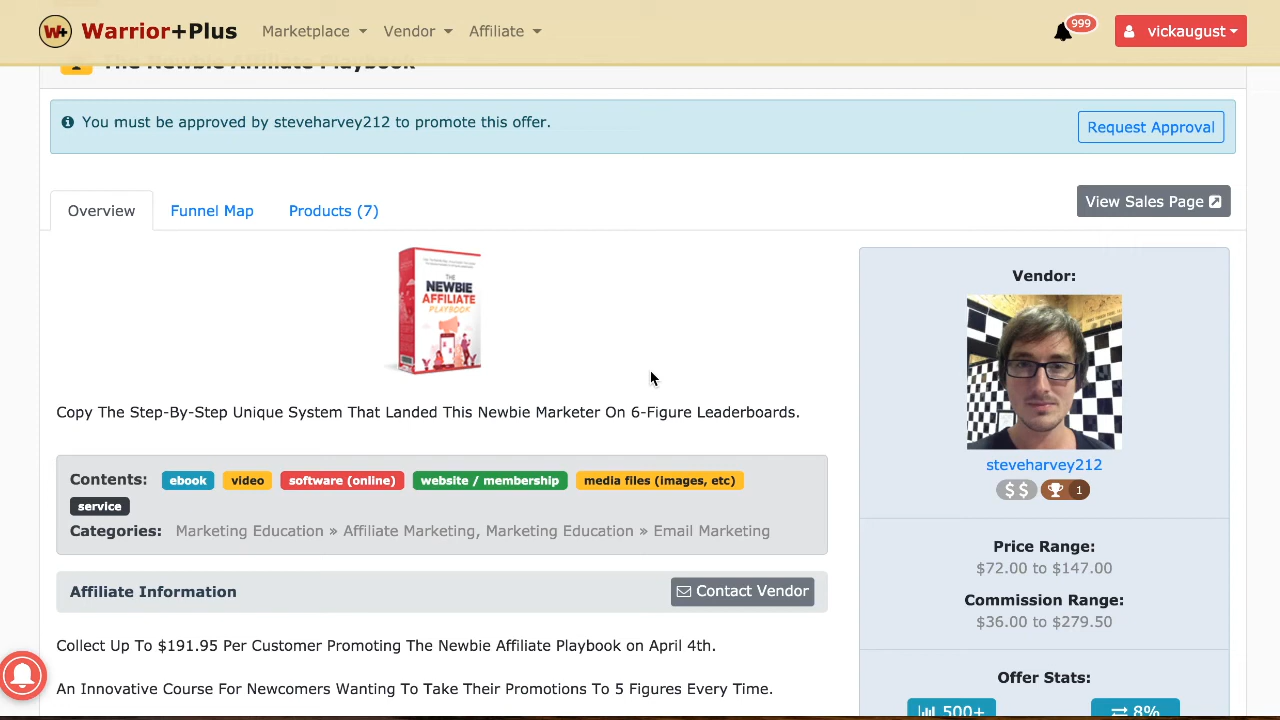 W+ Warrior+Plus Marketplace Vendor Affiliate 999 vickaugust
The Newbie Affiliate Playbook
You must be approved by steveharvey212 to promote this offer. Request Approval
Overview Funnel Map Products (7) View Sales Page
THE
NEWBIE
AFFILIATE
PLAYBOOK
Copy The Step-By-Step Unique System That Landed This Newbie Marketer On 6-Figure Leaderboards.
Contents: ebook video software (online) website / membership media files (images, etc)
service
Categories: Marketing Education » Affiliate Marketing, Marketing Education » Email Marketing
Affiliate Information Contact Vendor
Collect Up To $191.95 Per Customer Promoting The Newbie Affiliate Playbook on April 4th.
An Innovative Course For Newcomers Wanting To Take Their Promotions To 5 Figures Every Time.
Vendor:
steveharvey212
$$ 1
Price Range:
$72.00 to $147.00
Commission Range:
$36.00 to $279.50
Offer Stats:
500+ 8%